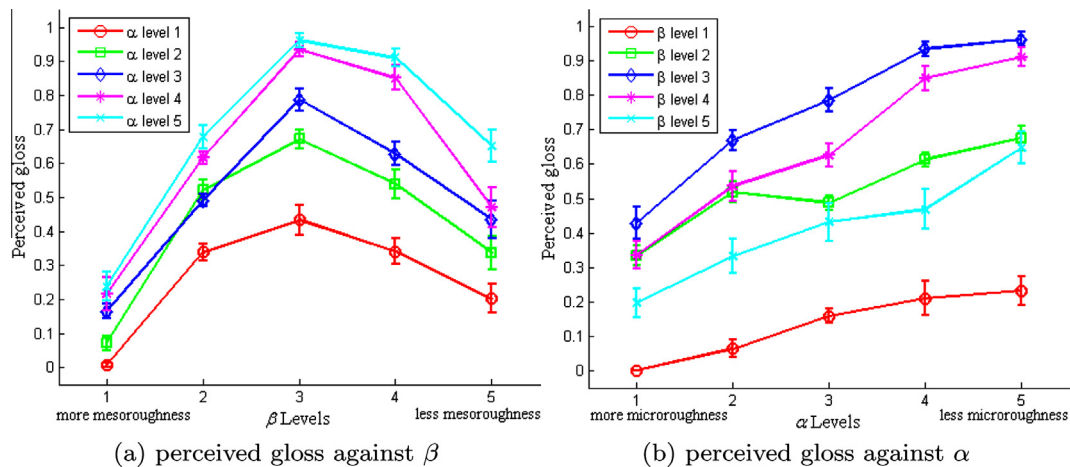 1
0.9
0.8
0.7
0.6
0.5
0.4
0.3
0.2
0.1
0
Perceived gloss
α level 1
α level 2
α level 3
α level 4
α level 5
1 2 3 4 5
more mesoroughness β Levels less mesoroughness
(a) perceived gloss against β
1
0.9
0.8
0.7
0.6
0.5
0.4
0.3
0.2
0.1
0
Perceived gloss
β level 1
β level 2
β level 3
β level 4
β level 5
1 2 3 4 5
more microroughness α Levels less microroughness
(b) perceived gloss against α